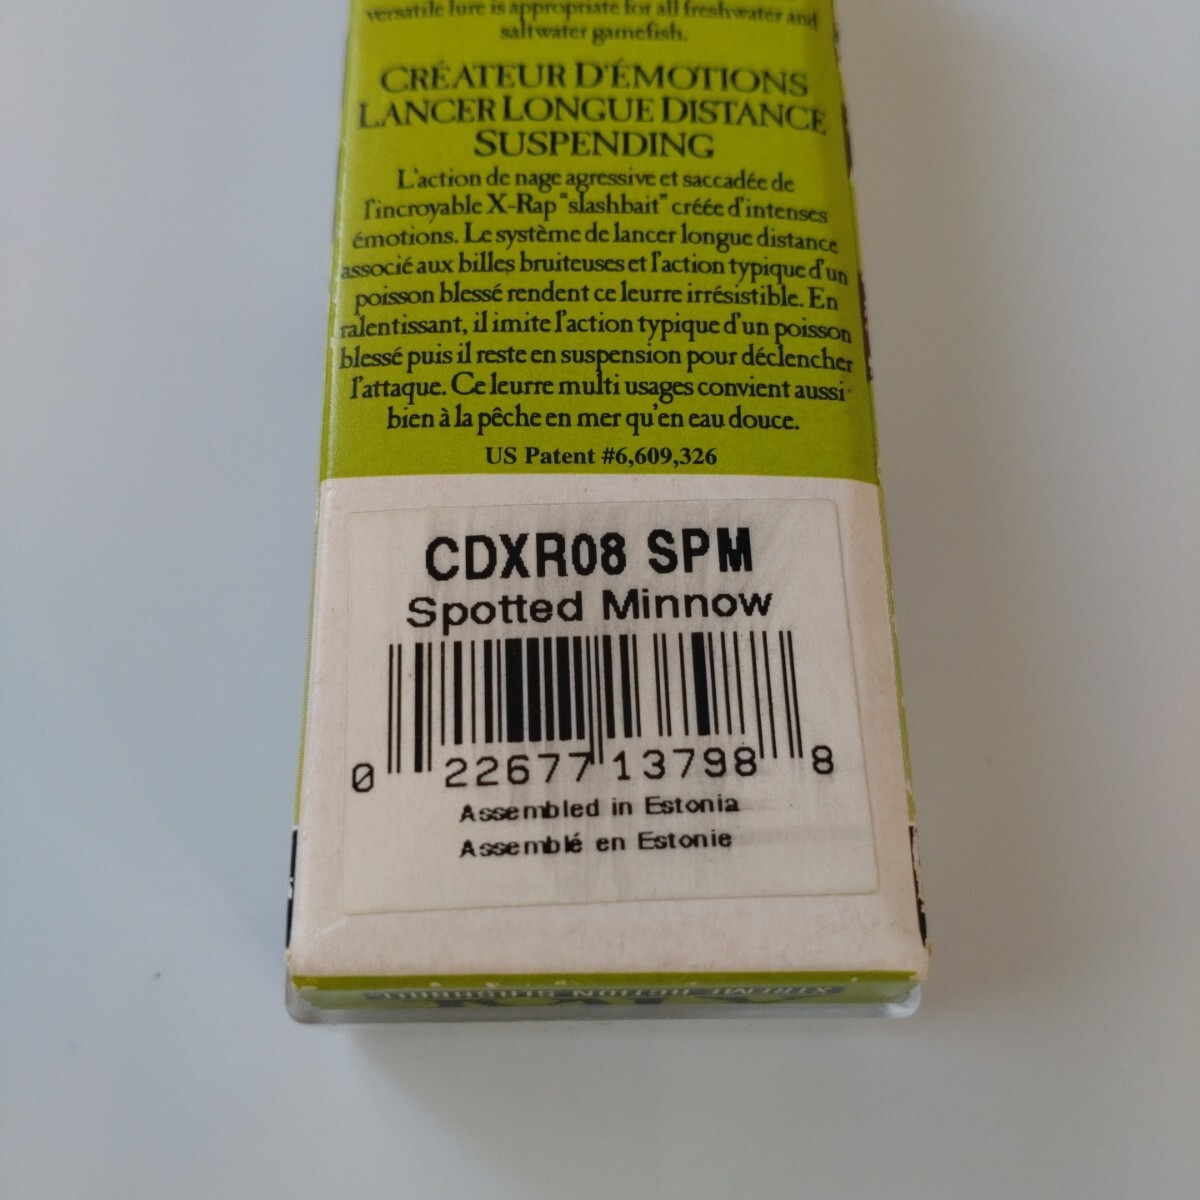 versatile lure is appropriate for all freshwater and
saltwater gamefish.
CRÉATEUR D'ÉMOTIONS
LANCER LONGUE DISTANCE
SUSPENDING
L'action de nage agressive et saccadée de
l'incroyable X-Rap "slashbait" créée d'intenses
émotions. Le système de lancer longue distance
associé aux billes bruiteuses et l'action typique d'un
poisson blessé rendent ce leurre irrésistible. En
ralentissant, il imite l'action typique d'un poisson
blessé puis il reste en suspension pour déclencher
l'attaque. Ce leurre multi usages convient aussi
bien à la pêche en mer qu'en eau douce.
US Patent #6,609,326
CDXR08 SPM
Spotted Minnow
0 22677 13798 8
Assembled in Estonia
Assemblé en Estonie